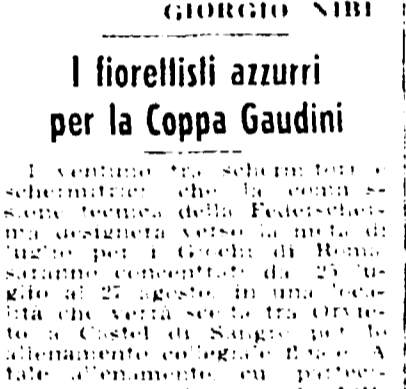 GIORGIO NIBI
I fiorettisti azzurri
per la Coppa Gaudini
I ventuno tra schermitori e
schermitrici che la commis-
sione tecnica della Federscher-
ma designerà verso la metà di
luglio per i Giochi di Roma
saranno concentrati da 25 lu-
glio al 27 agosto, in una loca-
lità che verrà scelta tra Orvie-
to a Castel di Sangro per lo
allenamento collegiale A
tale allenamento,